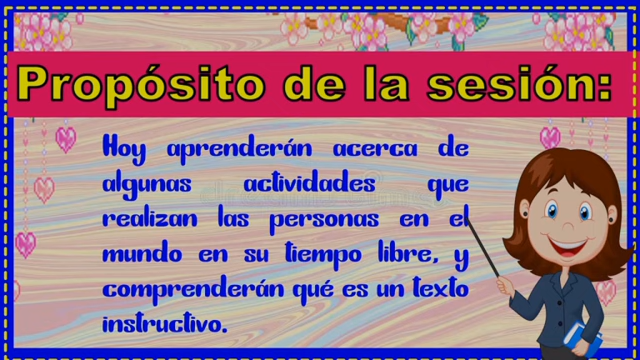 Propósito de la sesión:
Hoy aprenderán acerca de
algunas actividades que
realizan las personas en el
mundo en su tiempo libre, y
comprenderán qué es un texto
instructivo.